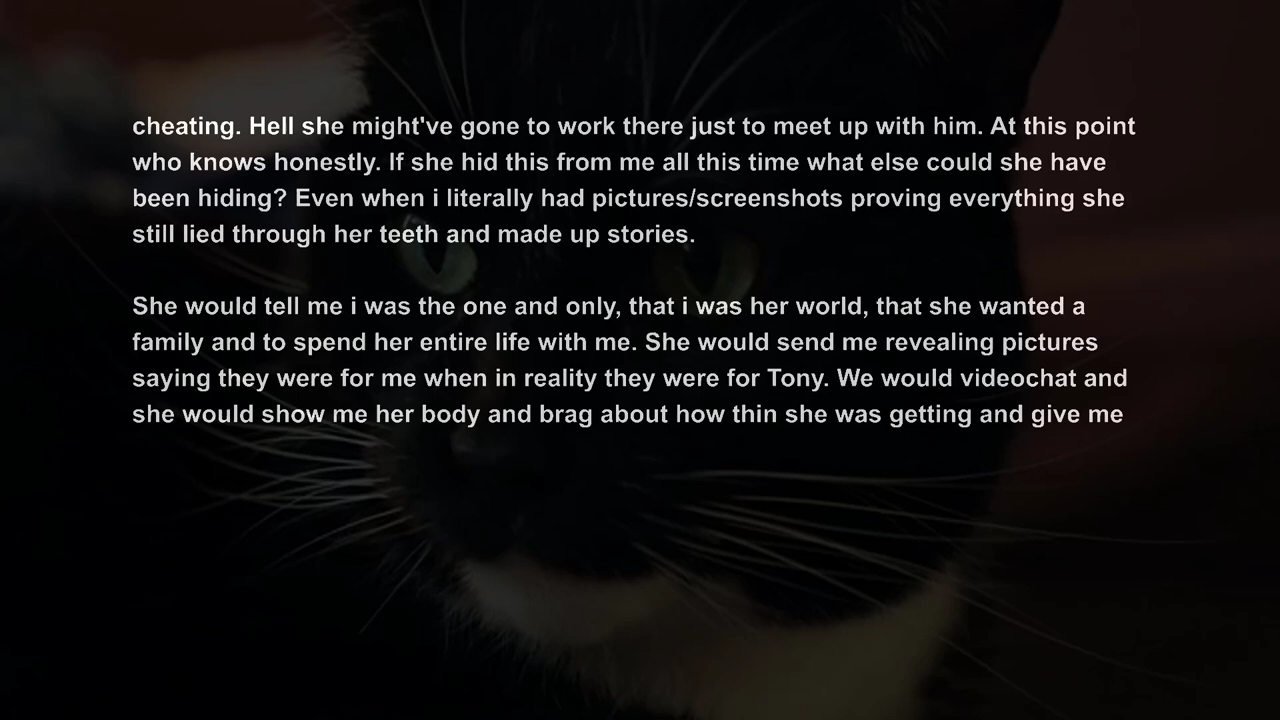 cheating. Hell she might've gone to work there just to meet up with him. At this point
who knows honestly. If she hid this from me all this time what else could she have
been hiding? Even when i literally had pictures/screenshots proving everything she
still lied through her teeth and made up stories.
She would tell me i was the one and only, that i was her world, that she wanted a
family and to spend her entire life with me. She would send me revealing pictures
saying they were for me when in reality they were for Tony. We would videochat and
she would show me her body and brag about how thin she was getting and give me